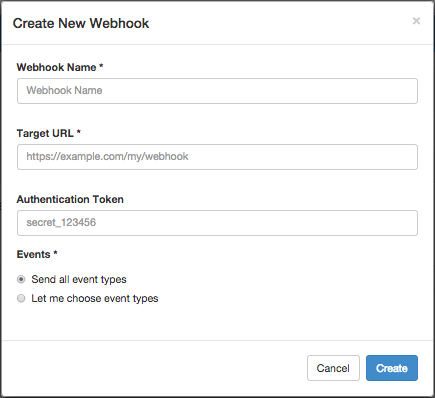 Create New Webhook ×
Webhook Name *
Webhook Name
Target URL *
https://example.com/my/webhook
Authentication Token
secret_123456
Events *
Send all event types
Let me choose event types
Cancel Create